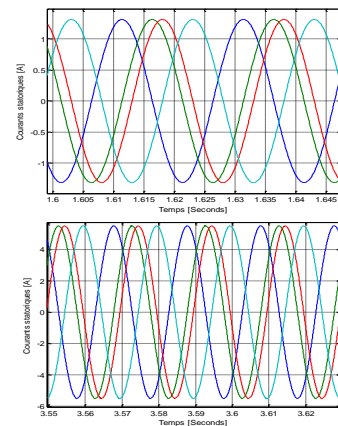 Courants statoriques [A]
1
0.5
0
-0.5
-1
1.6 1.605 1.61 1.615 1.62 1.625 1.63 1.635 1.64 1.645
Temps [Seconds]
Courants statoriques [A]
4
2
0
-2
-4
-6
3.55 3.56 3.57 3.58 3.59 3.6 3.61 3.62
Temps [Seconds]